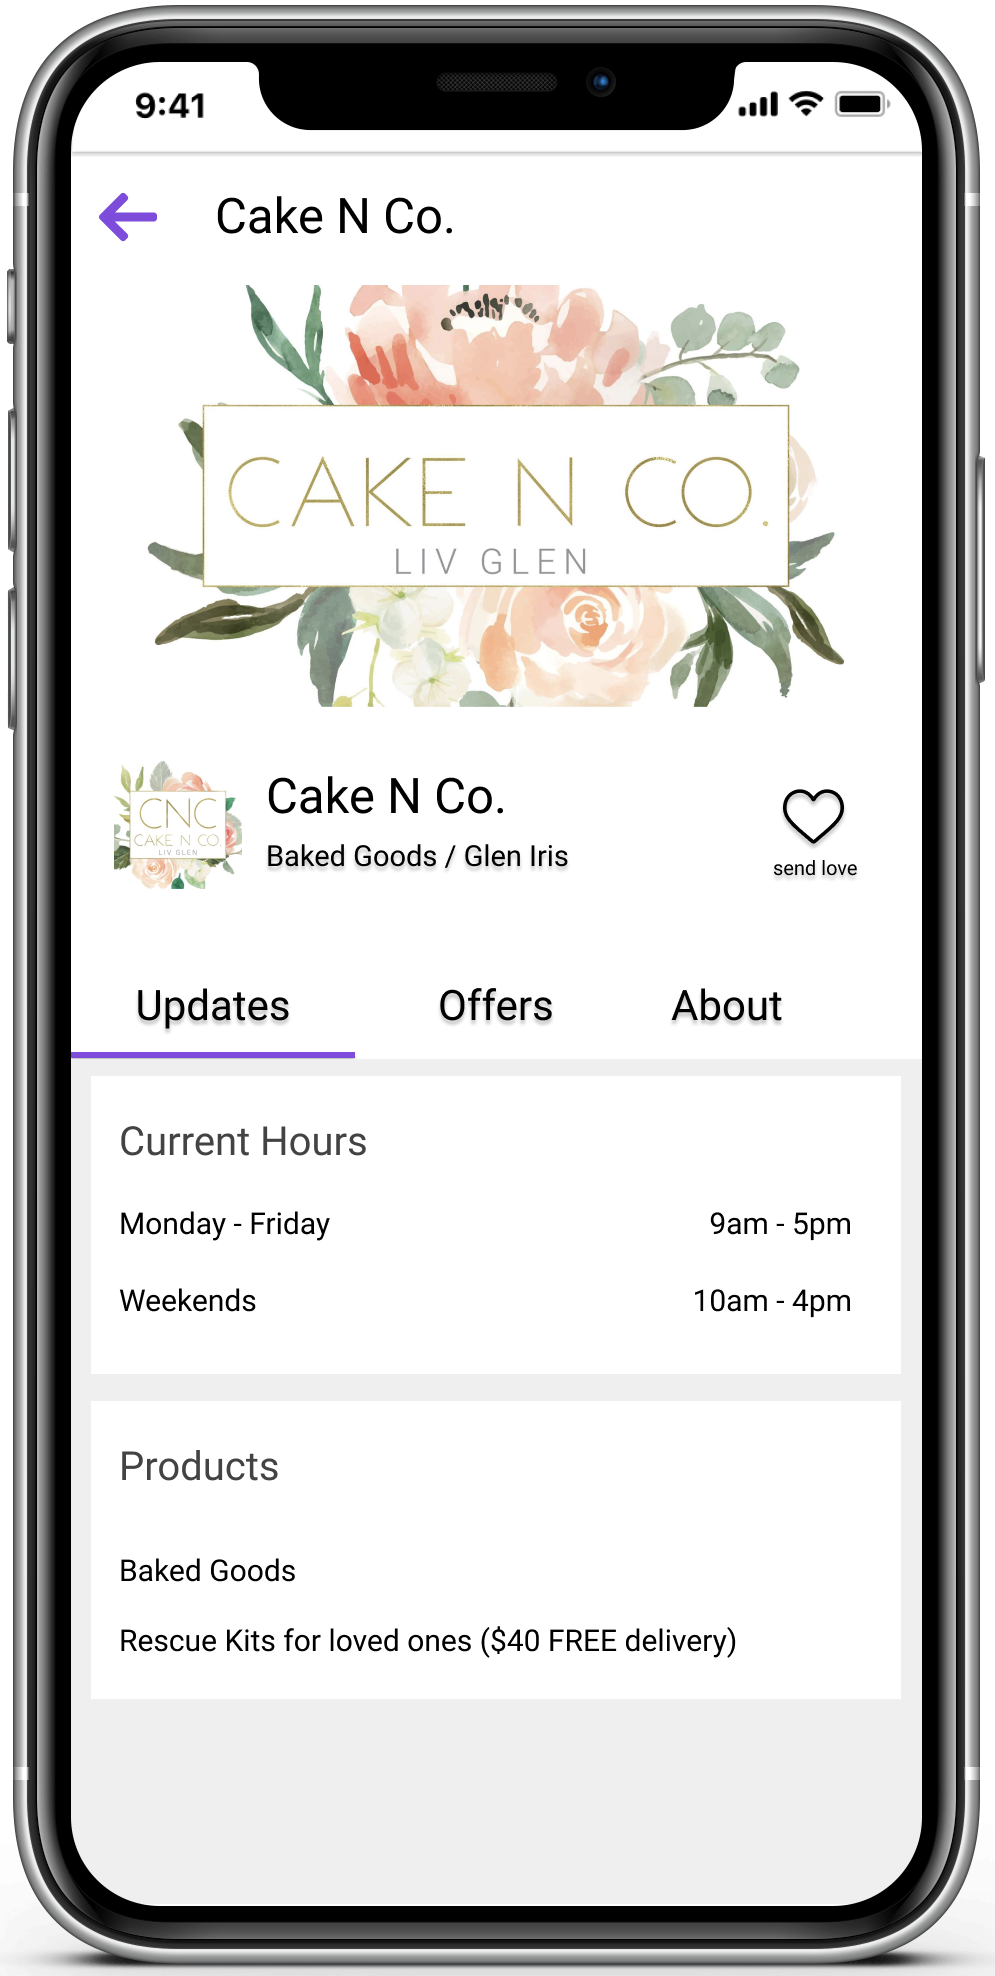 9:41
Cake N Co.
CAKE N CO.
LIV GLEN
CNC
CAKE N CO.
LIV GLEN
Cake N Co.
Baked Goods / Glen Iris
send love
Updates Offers About
Current Hours
Monday - Friday 9am - 5pm
Weekends 10am - 4pm
Products
Baked Goods
Rescue Kits for loved ones ($40 FREE delivery)